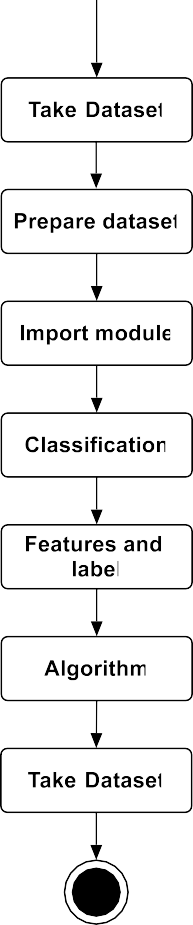 Take Dataset
Prepare dataset
Import module
Classification
Features and
label
Algorithm
Take Dataset